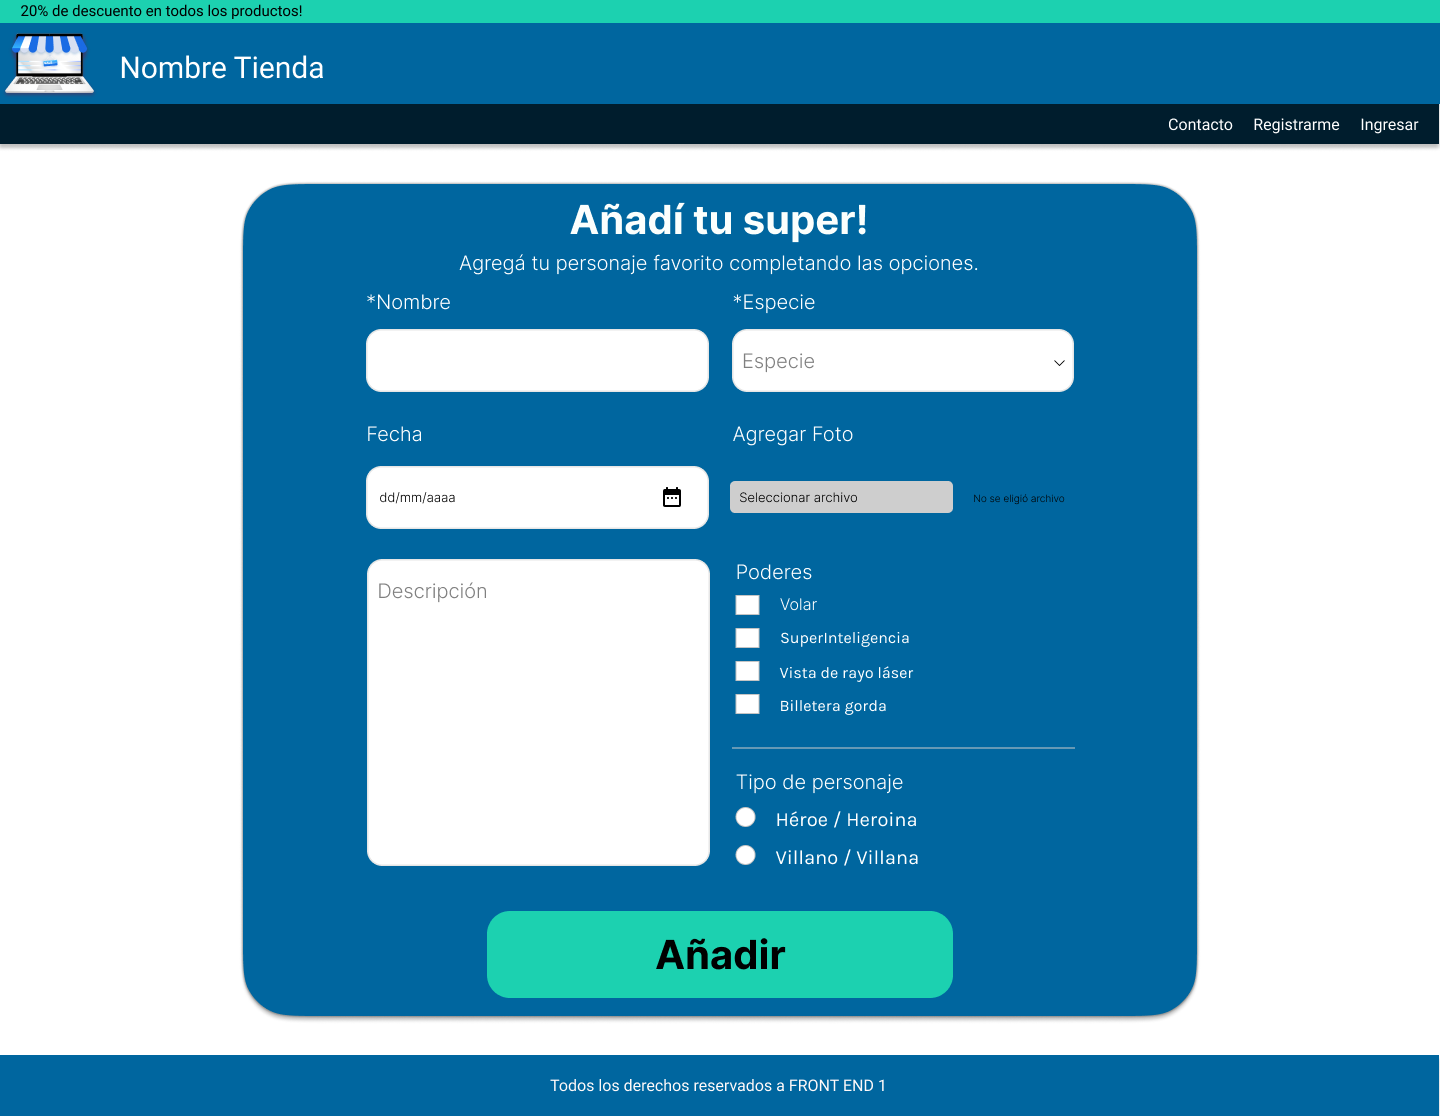 20% de descuento en todos los productos!
Nombre Tienda
Contacto Registrarme Ingresar
Añadí tu super!
Agregá tu personaje favorito completando las opciones.
*Nombre
*Especie
Especie
Fecha
Agregar Foto
dd/mm/aaaa
Seleccionar archivo
No se eligió archivo
Descripción
Poderes
Volar
SuperInteligencia
Vista de rayo láser
Billetera gorda
Tipo de personaje
Héroe / Heroina
Villano / Villana
Añadir
Todos los derechos reservados a FRONT END 1